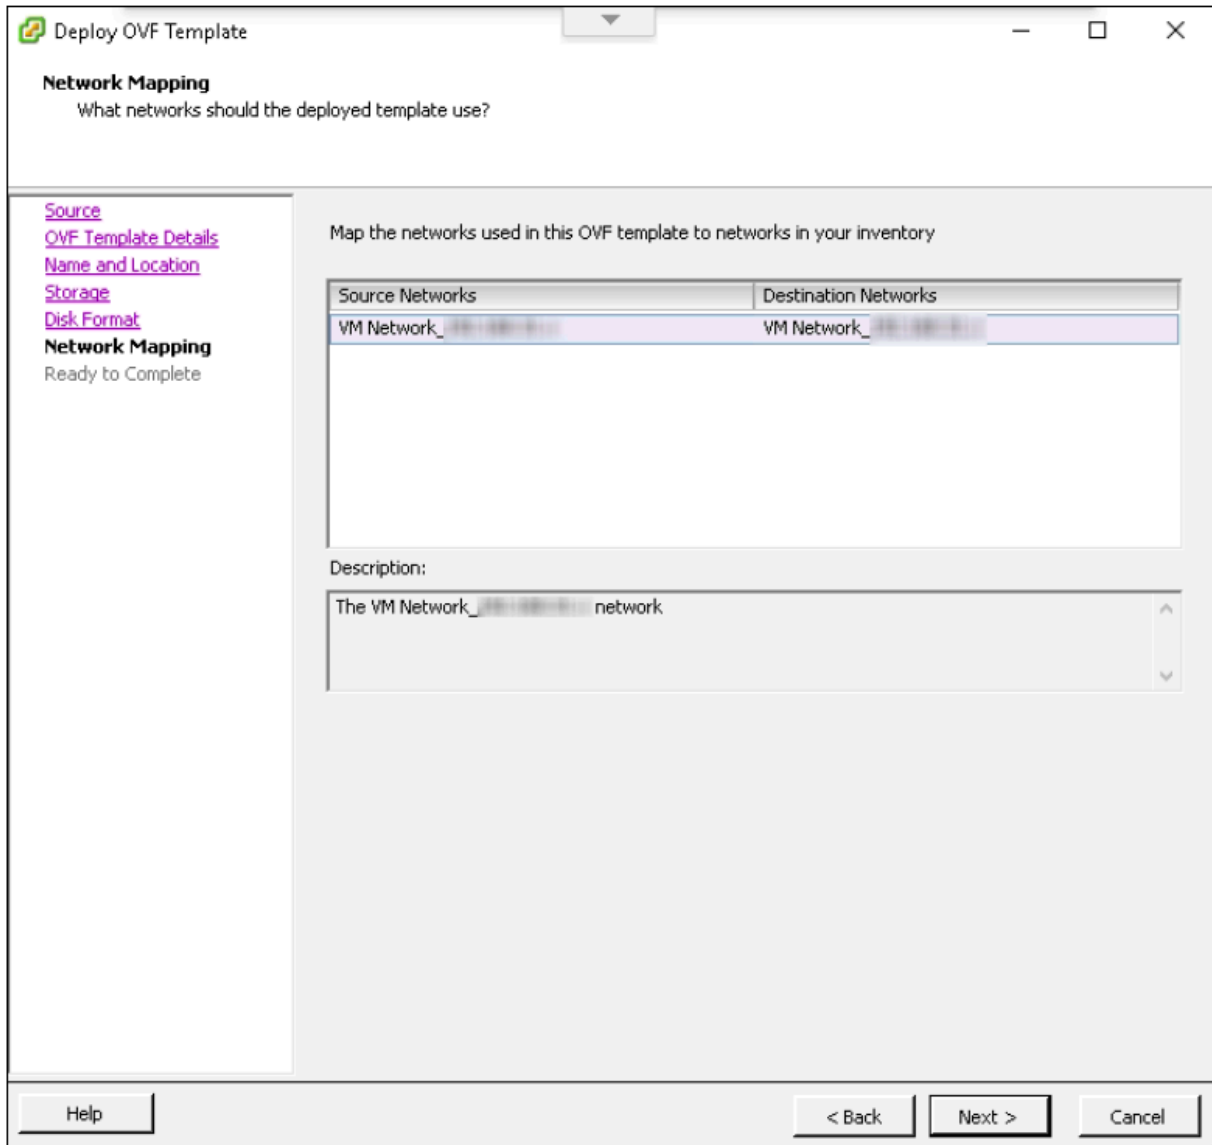 Deploy OVF Template
Network Mapping
What networks should the deployed template use?
Source
OVF Template Details
Name and Location
Storage
Disk Format
Network Mapping
Ready to Complete
Map the networks used in this OVF template to networks in your inventory
Source Networks Destination Networks
VM Network_ VM Network_
Description:
The VM Network_ network
Help < Back Next > Cancel